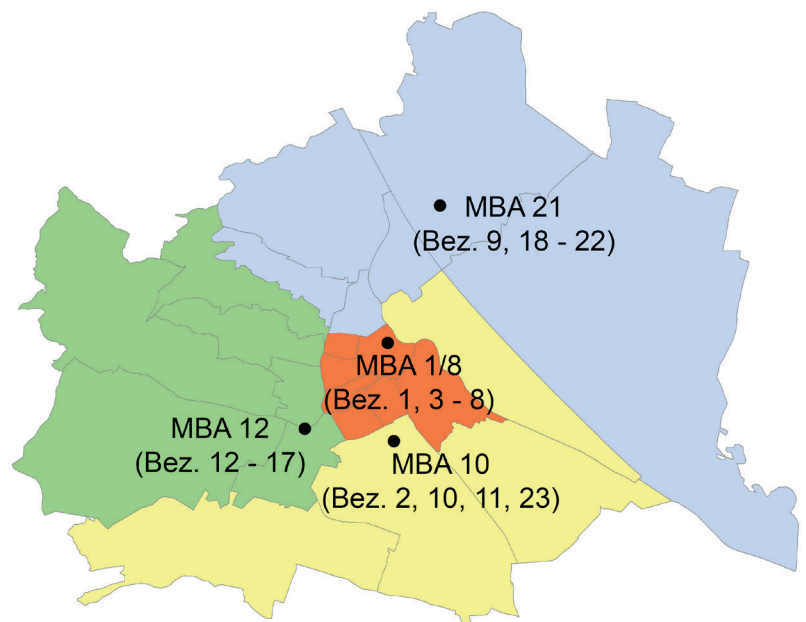 MBA 21
(Bez. 9, 18 - 22)
MBA 1/8
(Bez. 1, 3 - 8)
MBA 12
(Bez. 12 - 17)
MBA 10
(Bez. 2, 10, 11, 23)